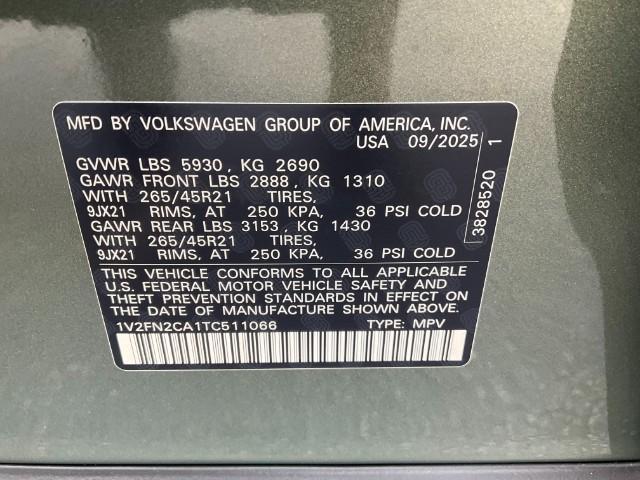 MFD BY VOLKSWAGEN GROUP OF AMERICA, INC.
USA 09/2025
GVWR LBS 5930, KG 2690
GAWR FRONT LBS 2888, KG 1310
WITH 265/45R21 TIRES,
9JX21 RIMS, AT 250 KPA, 36 PSI COLD
GAWR REAR LBS 3153, KG 1430
WITH 265/45R21 TIRES,
9JX21 RIMS, AT 250 KPA, 36 PSI COLD
THIS VEHICLE CONFORMS TO ALL APPLICABLE
U.S. FEDERAL MOTOR VEHICLE SAFETY AND
THEFT PREVENTION STANDARDS IN EFFECT
ON THE DATE OF MANUFACTURE SHOWN ABOVE.
1V2FN2CA1TC511066 TYPE: MPV
3828520 1